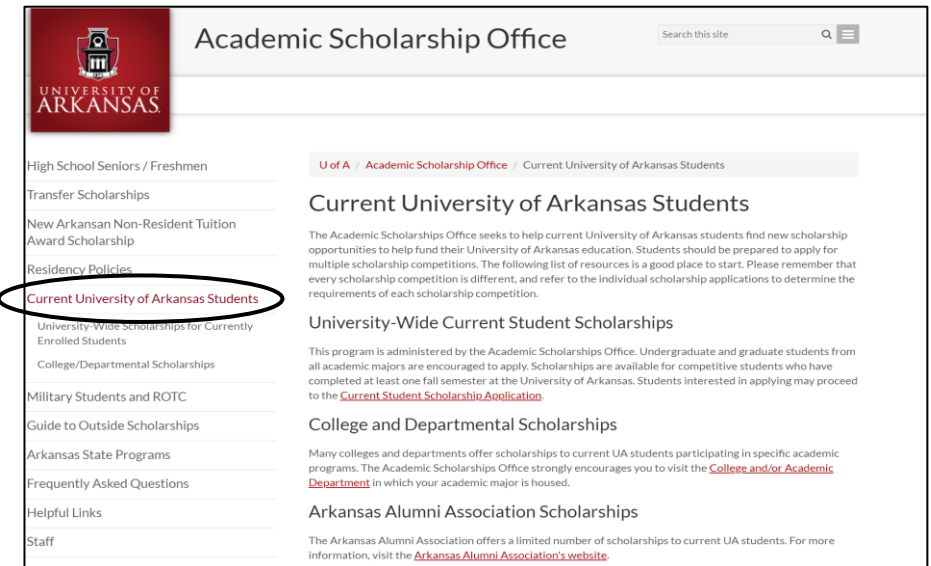 Academic Scholarship Office
Search this site
UNIVERSITY OF
ARKANSAS
High School Seniors / Freshmen
Transfer Scholarships
New Arkansan Non-Resident Tuition
Award Scholarship
Residency Policies
Current University of Arkansas Students
University-Wide Scholarships for Currently
Enrolled Students
College/Departmental Scholarships
Military Students and ROTC
Guide to Outside Scholarships
Arkansas State Programs
Frequently Asked Questions
Helpful Links
Staff
U of A / Academic Scholarship Office / Current University of Arkansas Students
Current University of Arkansas Students
The Academic Scholarships Office seeks to help current University of Arkansas students find new scholarship
opportunities to help fund their University of Arkansas education. Students should be prepared to apply for
multiple scholarship competitions. The following list of resources is a good place to start. Please remember that
every scholarship competition is different, and refer to the individual scholarship applications to determine the
requirements of each scholarship competition.
University-Wide Current Student Scholarships
This program is administered by the Academic Scholarships Office. Undergraduate and graduate students from
all academic majors are encouraged to apply. Scholarships are available for competitive students who have
completed at least one fall semester at the University of Arkansas. Students interested in applying may proceed
to the Current Student Scholarship Application.
College and Departmental Scholarships
Many colleges and departments offer scholarships to current UA students participating in specific academic
programs. The Academic Scholarships Office strongly encourages you to visit the College and/or Academic
Department in which your academic major is housed.
Arkansas Alumni Association Scholarships
The Arkansas Alumni Association offers a limited number of scholarships to current UA students. For more
information, visit the Arkansas Alumni Association's website.